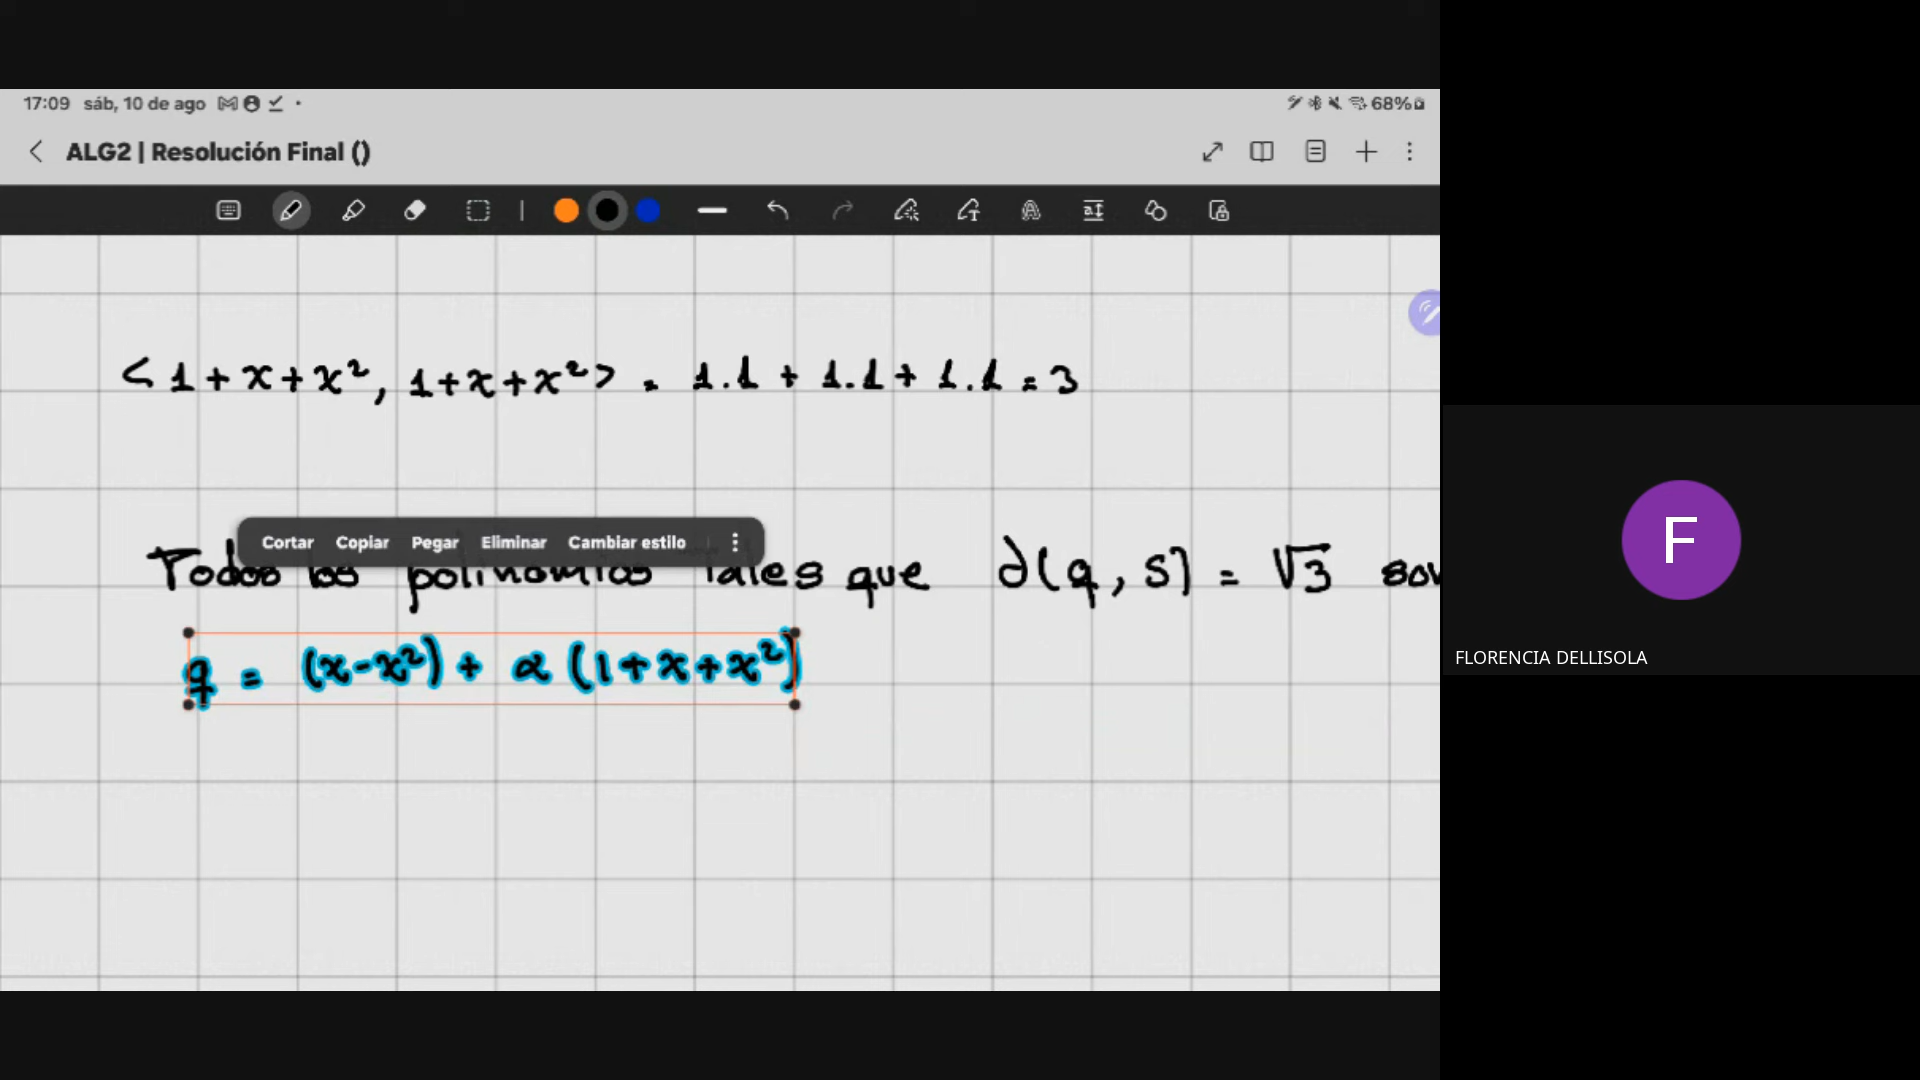 17:09 sáb, 10 de ago
68%
ALG2 | Resolución Final ()
<1+x+x², 1+x+x²> = 1.1 + 1.1 + 1.1 = 3
Cortar Copiar Pegar Eliminar Cambiar estilo
Todos los polinomios tales que ∂(q, S) = √3 son
q = (x-x²) + α (1+x+x²)
F
FLORENCIA DELLISOLA